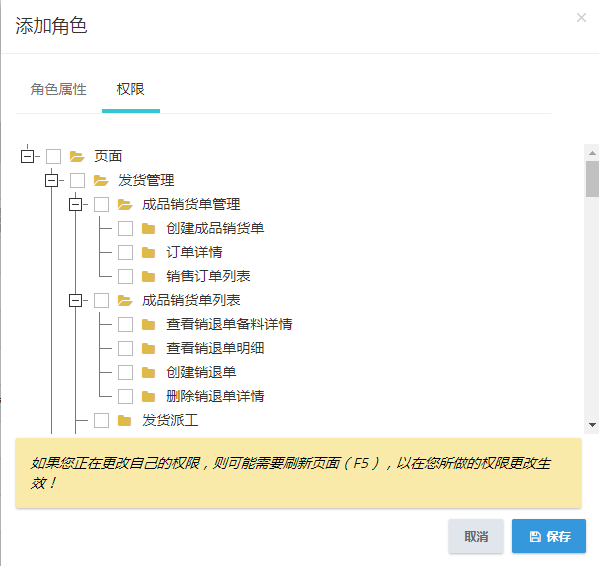 添加角色
×
角色属性 权限
页面
发货管理
成品销货单管理
创建成品销货单
订单详情
销售订单列表
成品销货单列表
查看销退单备料详情
查看销退单明细
创建销退单
删除销退单详情
发货派工
如果您正在更改自己的权限，则可能需要刷新页面（F5），以在您所做的权限更改生
效！
取消 保存